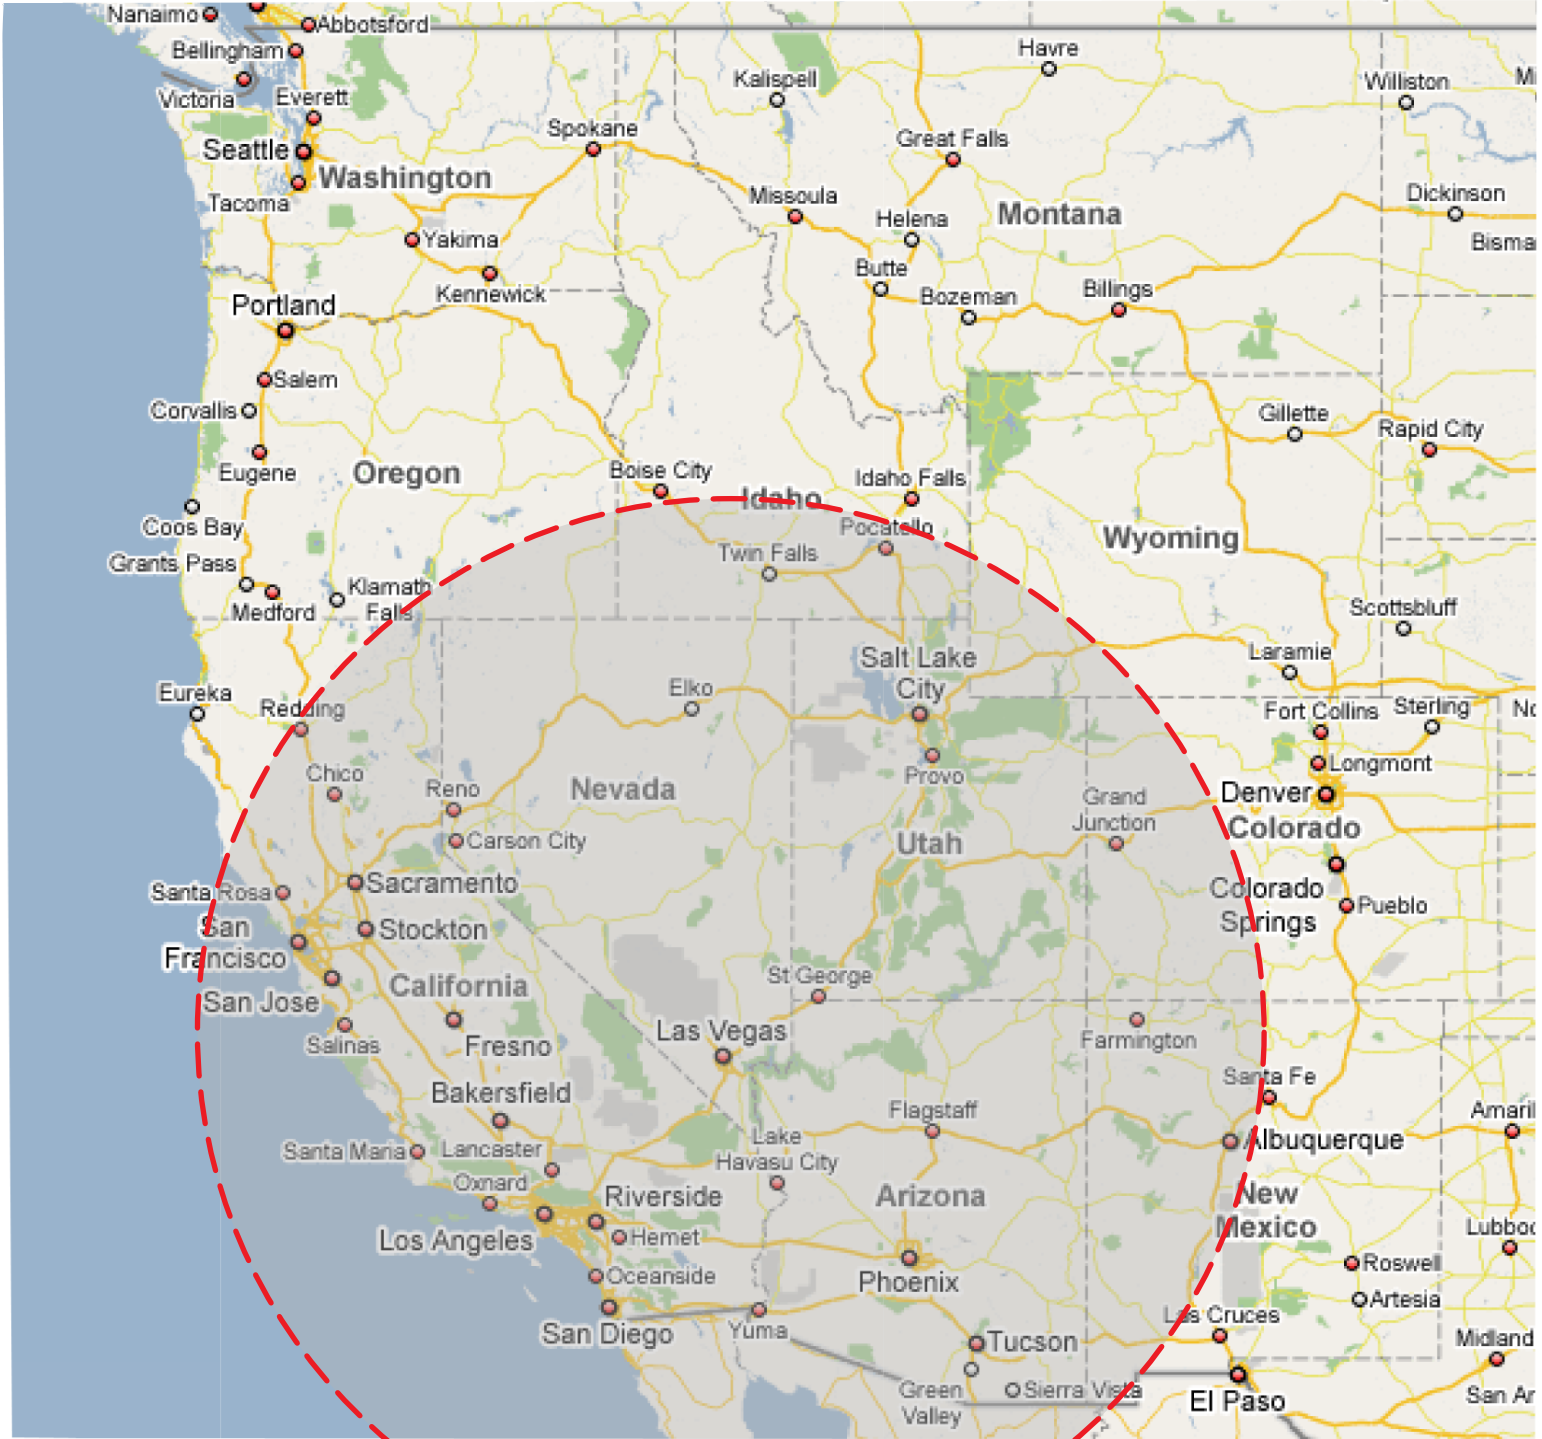 Nanaimo
Abbotsford
Bellingham
Havre
Kalispell
Williston
Mi
Victoria
Everett
Spokane
Great Falls
Seattle
Washington
Missoula
Dickinson
Tacoma
Helena
Montana
Yakima
Bisma
Butte
Kennewick
Bozeman
Billings
Portland
Salem
Corvallis
Gillette
Rapid City
Eugene
Oregon
Boise City
Idaho
Idaho Falls
Coos Bay
Pocatello
Wyoming
Grants Pass
Twin Falls
Klamath
Falls
Medford
Scottsbluff
Salt Lake
City
Laramie
Eureka
Elko
Redding
Fort Collins
Sterling
No
Chico
Reno
Nevada
Provo
Longmont
Grand
Junction
Denver
Colorado
Carson City
Utah
Santa Rosa
Sacramento
Colorado
Springs
Pueblo
San
Francisco
Stockton
California
St George
San Jose
Salinas
Fresno
Las Vegas
Farmington
Santa Fe
Bakersfield
Flagstaff
Amaril
Albuquerque
Santa Maria
Lancaster
Lake
Havasu City
Oxnard
Riverside
Arizona
New
Mexico
Los Angeles
Hemet
Lubboc
Oceanside
Phoenix
Roswell
Artesia
San Diego
Yuma
Las Cruces
Tucson
Midland
Green
Valley
Sierra Vista
El Paso
San An